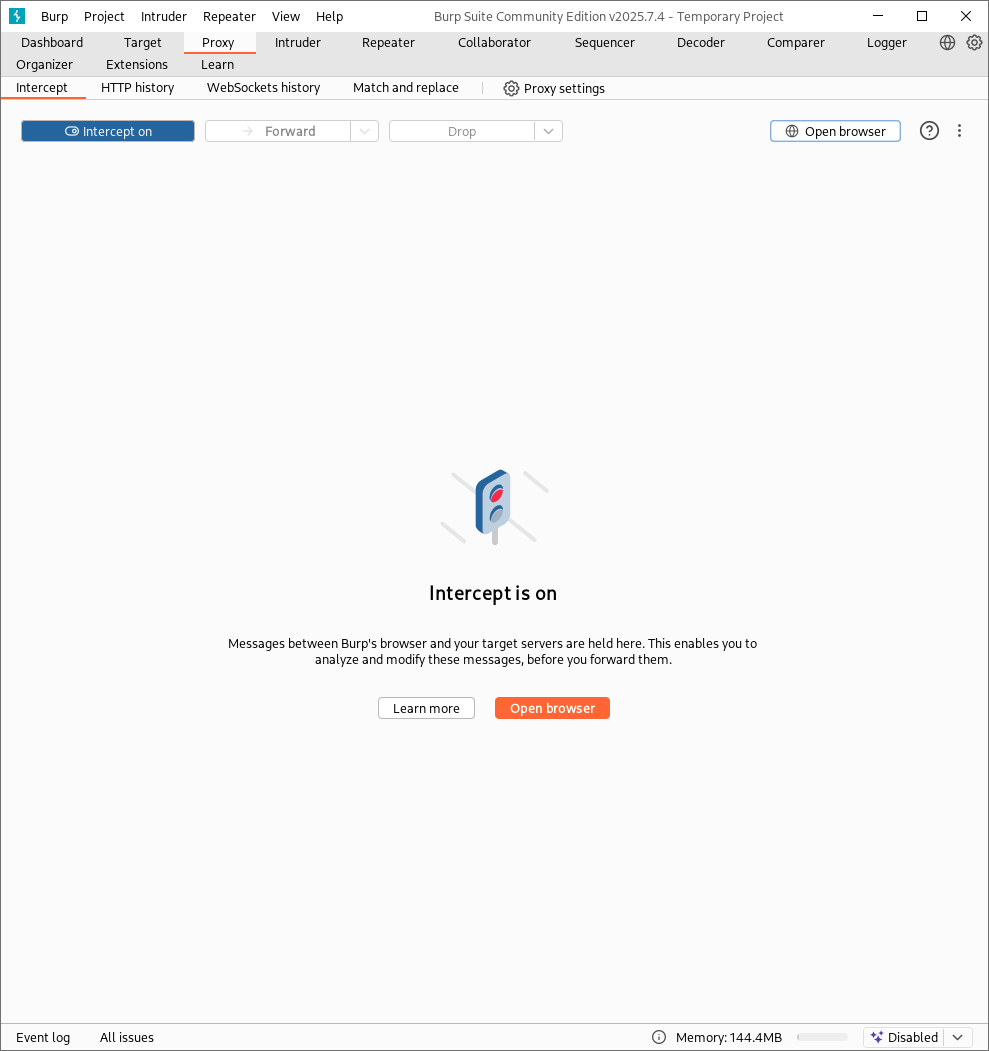 Burp Project Intruder Repeater View Help Burp Suite Community Edition v2025.7.4 - Temporary Project
Dashboard Target Proxy Intruder Repeater Collaborator Sequencer Decoder Comparer Logger
Organizer Extensions Learn
Intercept HTTP history WebSockets history Match and replace Proxy settings
Intercept on Forward Drop Open browser
Intercept is on
Messages between Burp's browser and your target servers are held here. This enables you to
analyze and modify these messages, before you forward them.
Learn more Open browser
Event log All issues Memory: 144.4MB Disabled